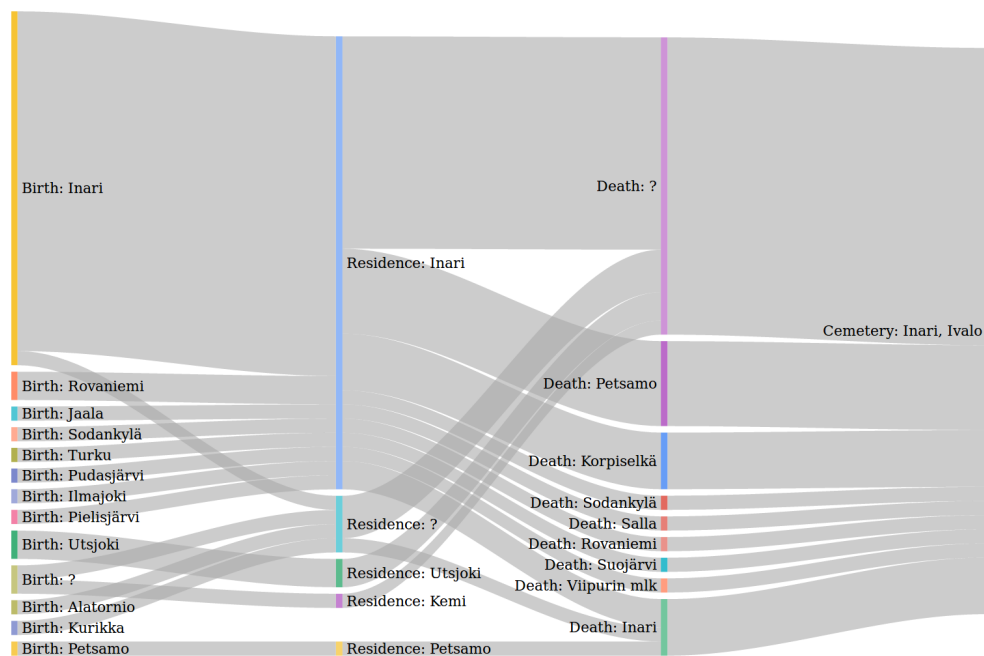 Birth: Inari
Birth: Rovaniemi
Birth: Jaala
Birth: Sodankylä
Birth: Turku
Birth: Pudasjärvi
Birth: Ilmajoki
Birth: Pielisjärvi
Birth: Utsjoki
Birth: ?
Birth: Alatornio
Birth: Kurikka
Birth: Petsamo
Residence: Inari
Residence: ?
Residence: Utsjoki
Residence: Kemi
Residence: Petsamo
Death: ?
Death: Petsamo
Death: Korpiselkä
Death: Sodankylä
Death: Salla
Death: Rovaniemi
Death: Suojärvi
Death: Viipurin mlk
Death: Inari
Cemetery: Inari, Ivalo